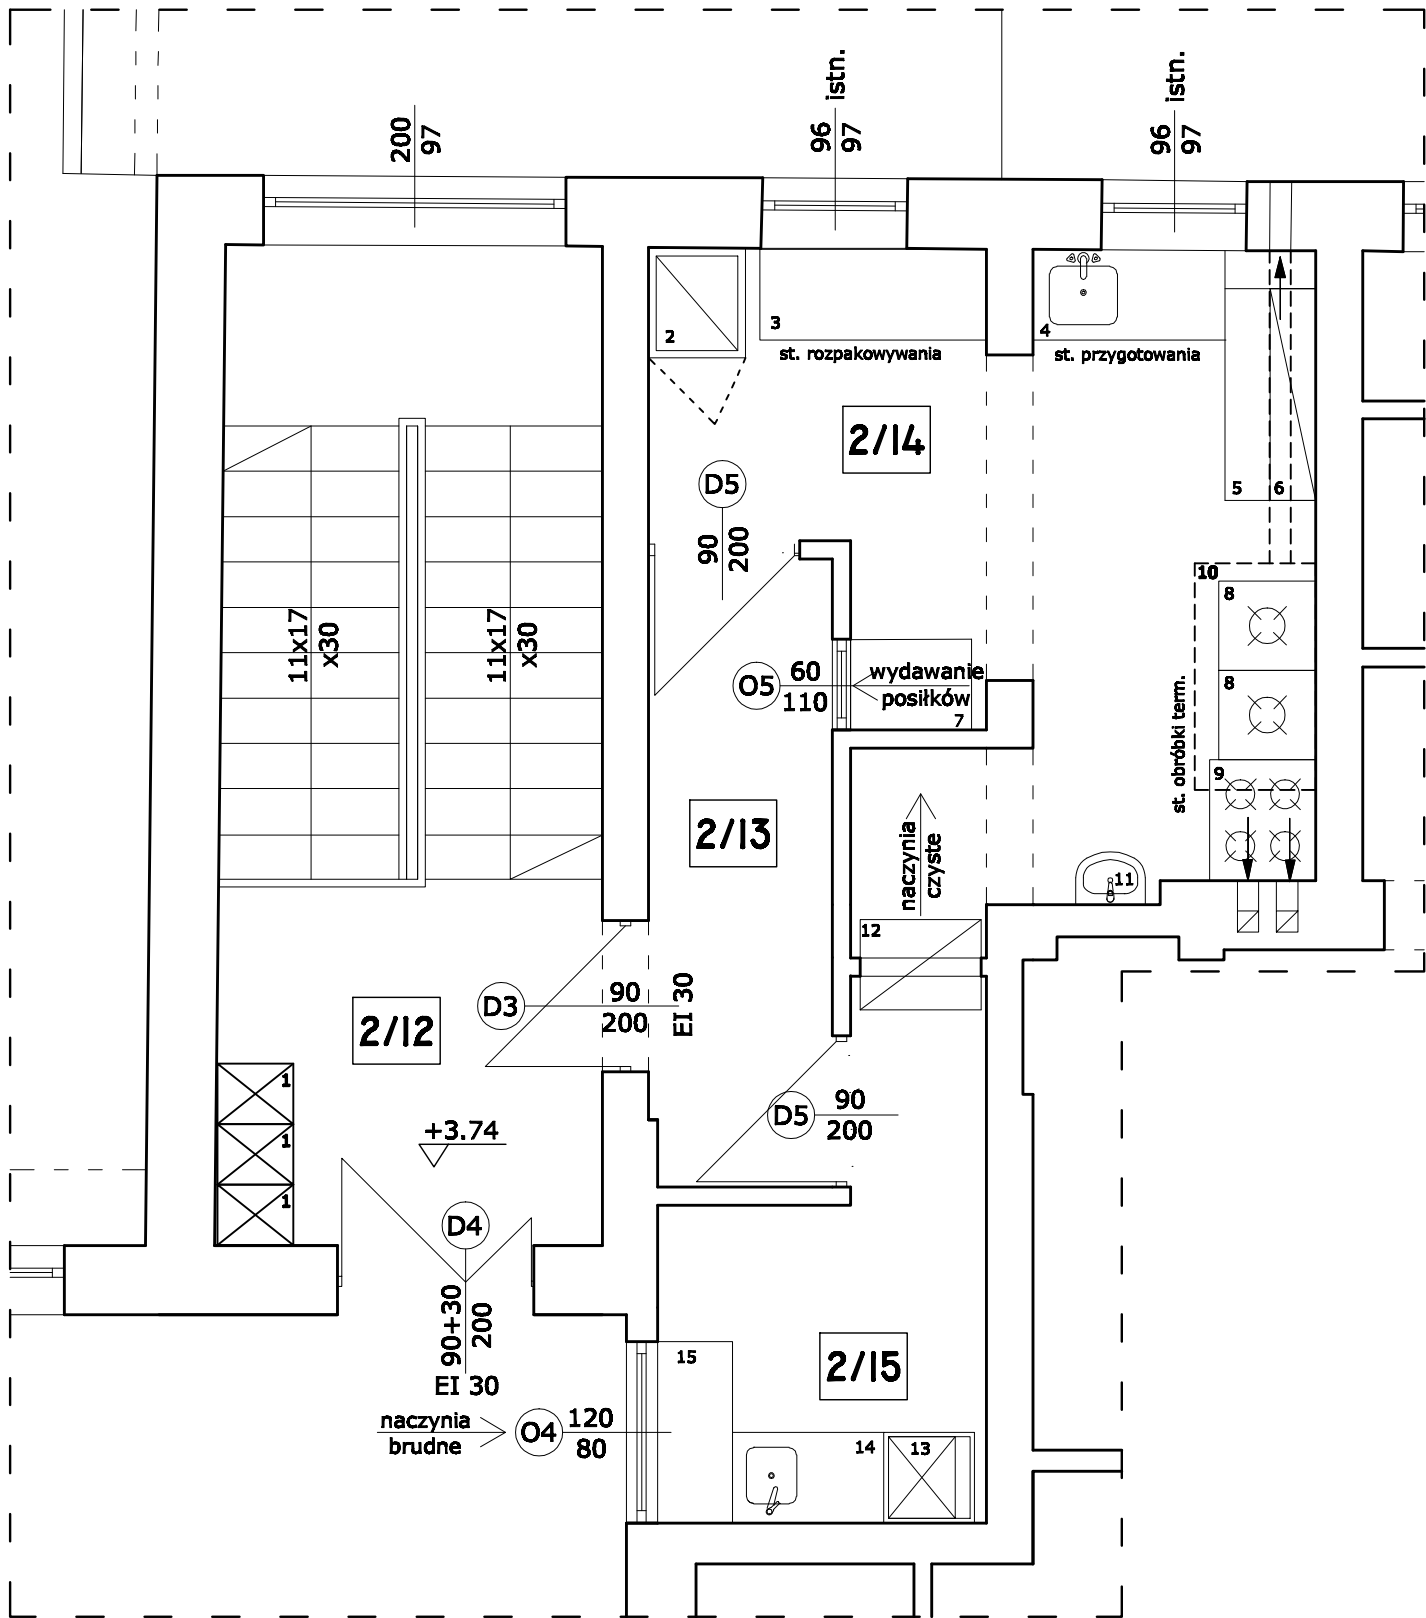 200
97
96
97
istn.
96
97
istn.
2
3
st. rozpakowywania
4
st. przygotowania
2/14
D5
90
200
5
6
10
8
8
9
st. obróbki term.
11x17
x30
11x17
x30
O5
60
110
wydawanie
posiłków
7
2/13
naczynia
czyste
11
12
D3
90
200
EI 30
2/12
1
1
1
+3.74
D5
90
200
D4
90+30
200
EI 30
15
2/15
naczynia
brudne
O4
120
80
14
13